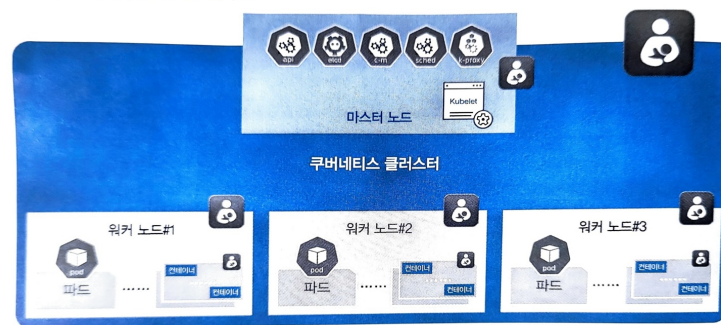 api
etcd
c-m
sched
k-proxy
Kubelet
마스터 노드
쿠버네티스 클러스터
워커 노드#1
pod
파드
......
컨테이너
컨테이너
워커 노드#2
pod
파드
......
컨테이너
컨테이너
워커 노드#3
pod
파드
......
컨테이너
컨테이너